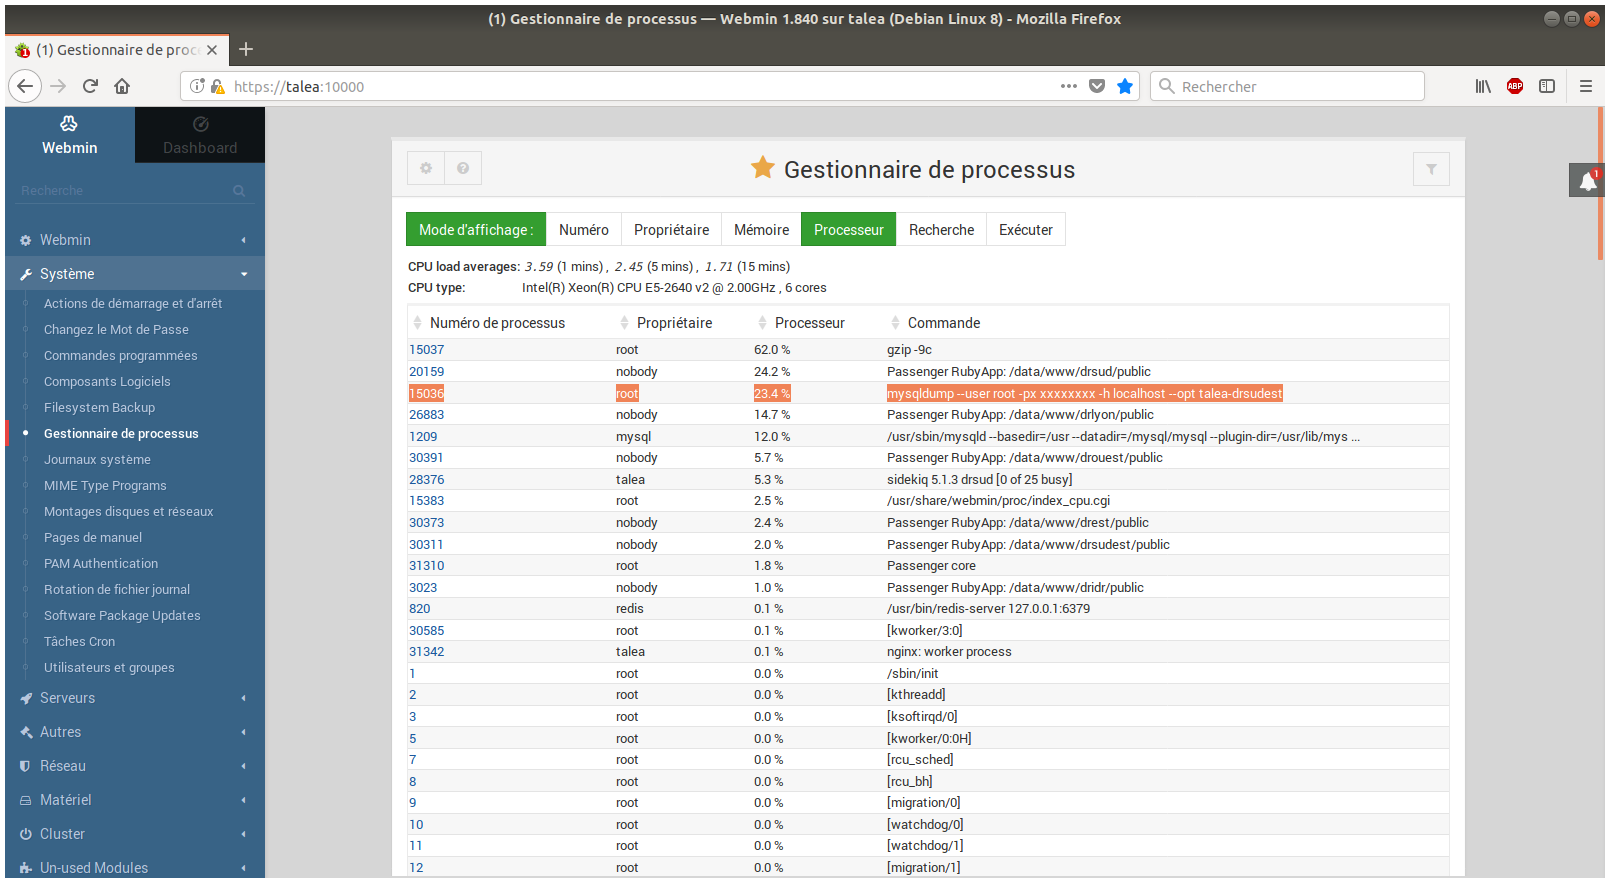 (1) Gestionnaire de processus — Webmin 1.840 sur talea (Debian Linux 8) - Mozilla Firefox
(1) Gestionnaire de proc
https://talea:10000
Rechercher
ABP
Webmin
Dashboard
Recherche
Webmin
Système
Actions de démarrage et d'arrêt
Changez le Mot de Passe
Commandes programmées
Composants Logiciels
Filesystem Backup
Gestionnaire de processus
Journaux système
MIME Type Programs
Montages disques et réseaux
Pages de manuel
PAM Authentication
Rotation de fichier journal
Software Package Updates
Tâches Cron
Utilisateurs et groupes
Serveurs
Autres
Réseau
Matériel
Cluster
Un-used Modules
Gestionnaire de processus
1
Mode d'affichage : Numéro Propriétaire Mémoire Processeur Recherche Exécuter
CPU load averages: 3.59 (1 mins) , 2.45 (5 mins) , 1.71 (15 mins)
CPU type: Intel(R) Xeon(R) CPU E5-2640 v2 @ 2.00GHz , 6 cores
Numéro de processus Propriétaire Processeur Commande
15037 root 62.0 % gzip -9c
20159 nobody 24.2 % Passenger RubyApp: /data/www/drsud/public
15036 root 23.4 % mysqldump --user root -px xxxxxxxx -h localhost --opt talea-drsudest
26883 nobody 14.7 % Passenger RubyApp: /data/www/drlyon/public
1209 mysql 12.0 % /usr/sbin/mysqld --basedir=/usr --datadir=/mysql/mysql --plugin-dir=/usr/lib/mys ...
30391 nobody 5.7 % Passenger RubyApp: /data/www/drouest/public
28376 talea 5.3 % sidekiq 5.1.3 drsud [0 of 25 busy]
15383 root 2.5 % /usr/share/webmin/proc/index_cpu.cgi
30373 nobody 2.4 % Passenger RubyApp: /data/www/drest/public
30311 nobody 2.0 % Passenger RubyApp: /data/www/drsudest/public
31310 root 1.8 % Passenger core
3023 nobody 1.0 % Passenger RubyApp: /data/www/dridr/public
820 redis 0.1 % /usr/bin/redis-server 127.0.0.1:6379
30585 root 0.1 % [kworker/3:0]
31342 talea 0.1 % nginx: worker process
1 root 0.0 % /sbin/init
2 root 0.0 % [kthreadd]
3 root 0.0 % [ksoftirqd/0]
5 root 0.0 % [kworker/0:0H]
7 root 0.0 % [rcu_sched]
8 root 0.0 % [rcu_bh]
9 root 0.0 % [migration/0]
10 root 0.0 % [watchdog/0]
11 root 0.0 % [watchdog/1]
12 root 0.0 % [migration/1]